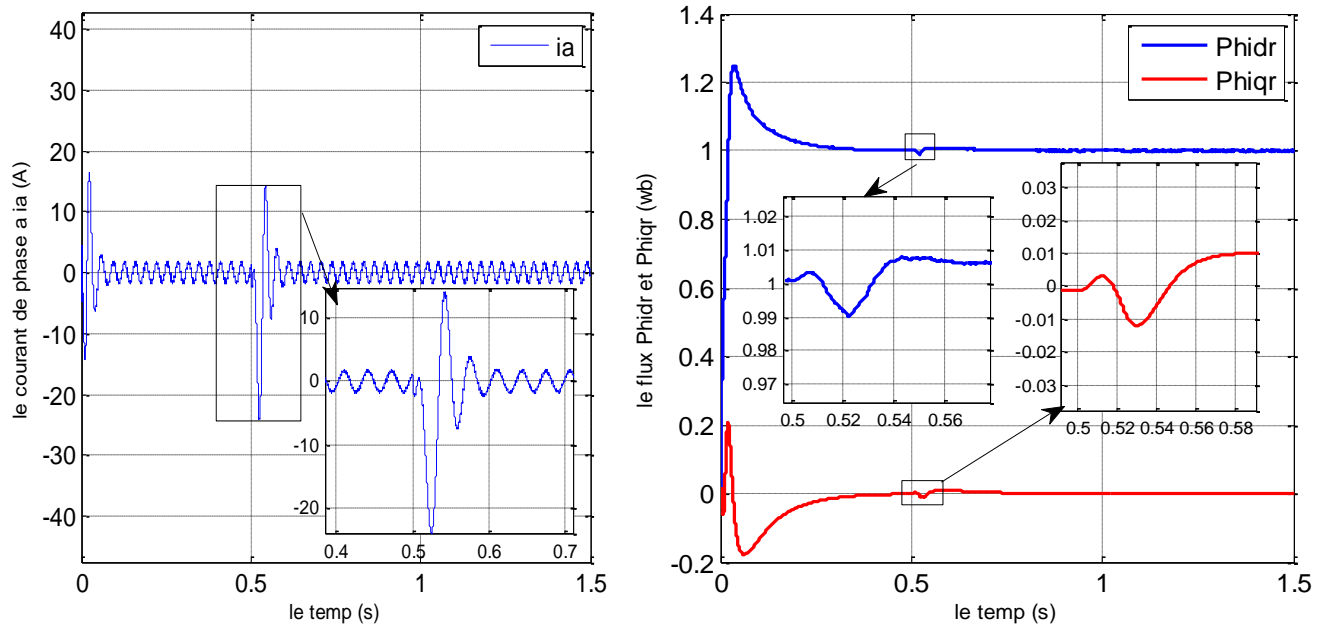 le courant de phase a ia (A)
40
30
20
10
0
-10
-20
-30
-40
ia
10
0
-10
-20
0.4 0.5 0.6 0.7
0 0.5 1 1.5
le temp (s)
le flux Phidr et Phiqr (wb)
1.4
1.2
1
0.8
0.6
0.4
0.2
0
-0.2
Phidr
Phiqr
1.02
1.01
1
0.99
0.98
0.97
0.5 0.52 0.54 0.56
0.03
0.02
0.01
0
-0.01
-0.02
-0.03
0.5 0.52 0.54 0.56 0.58
0 0.5 1 1.5
le temp (s)